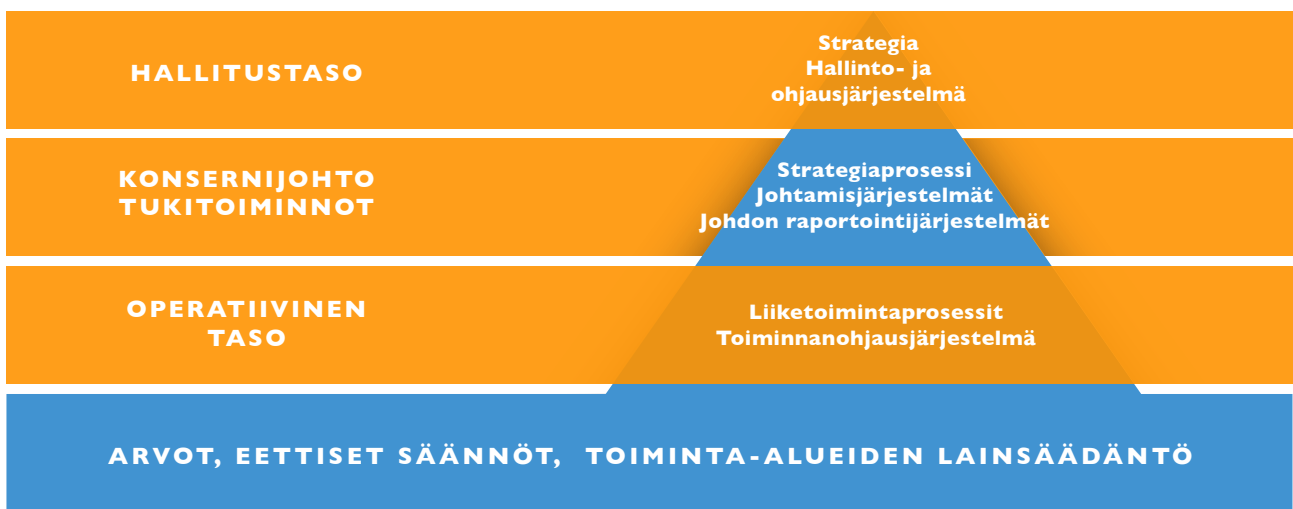 HALLITUSTASO
Strategia
Hallinto- ja
ohjausjärjestelmä
KONSERNIJOHTO
TUKITOIMINNOT
Strategiaprosessi
Johtamisjärjestelmät
Johdon raportointijärjestelmät
OPERATIIVINEN
TASO
Liiketoimintaprosessit
Toiminnanohjausjärjestelmä
ARVOT, EETTISET SÄÄNNÖT, TOIMINTA-ALUEIDEN LAINSÄÄDÄNTÖ